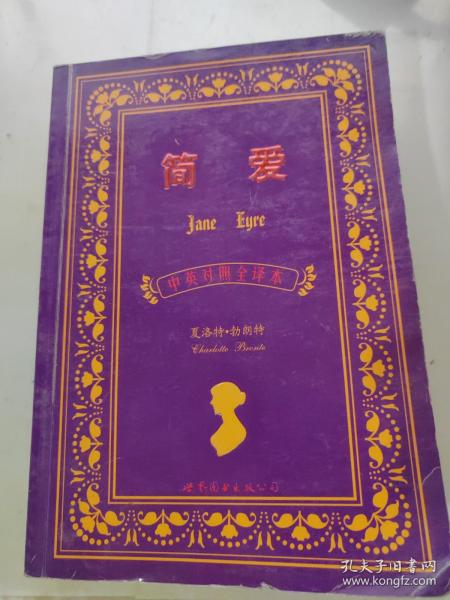 简爱
Jane Eyre
中英对照全译本
夏洛特·勃朗特
Charlotte Bronte
世界图书出版公司
孔夫子旧书网
www.kongfz.com